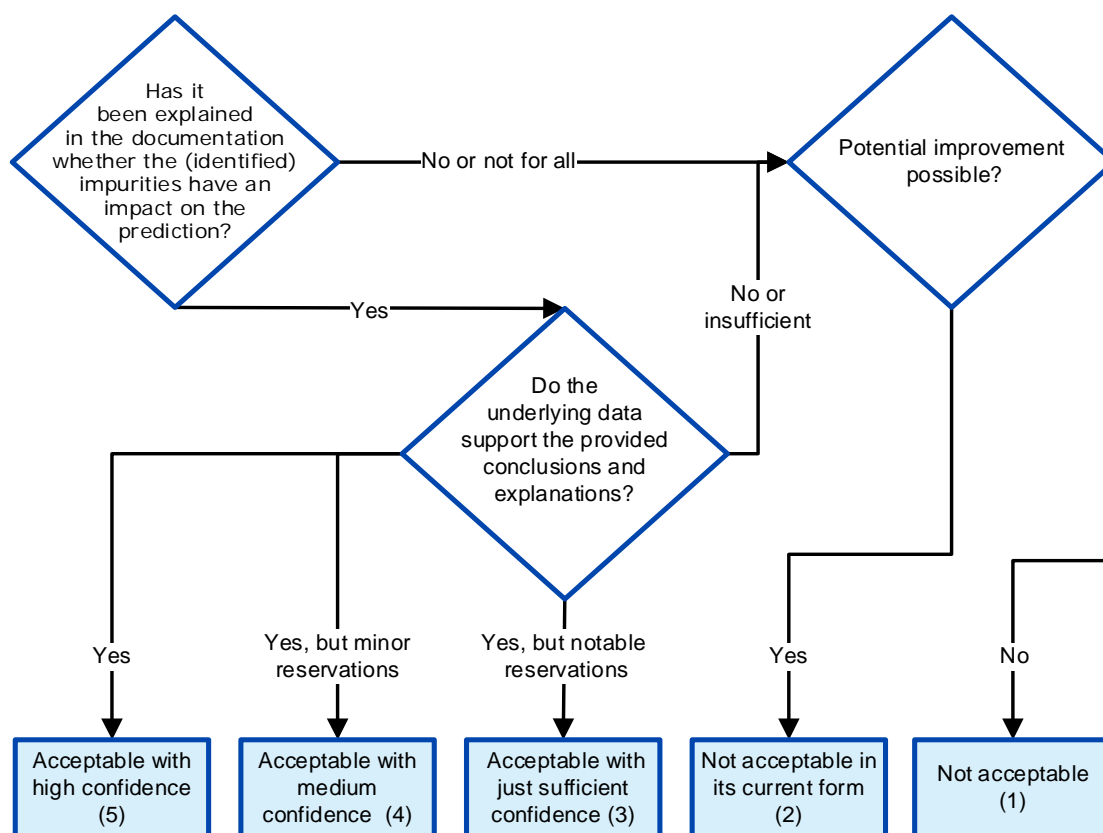 Has it
been explained
in the documentation
whether the (identified)
impurities have an
impact on the
prediction?
No or not for all
Potential improvement
possible?
Yes
No or
insufficient
Do the
underlying data
support the provided
conclusions and
explanations?
Yes
Yes, but minor
reservations
Yes, but notable
reservations
Yes
No
Acceptable with
high confidence
(5)
Acceptable with
medium
confidence (4)
Acceptable with
just sufficient
confidence (3)
Not acceptable in
its current form
(2)
Not acceptable
(1)